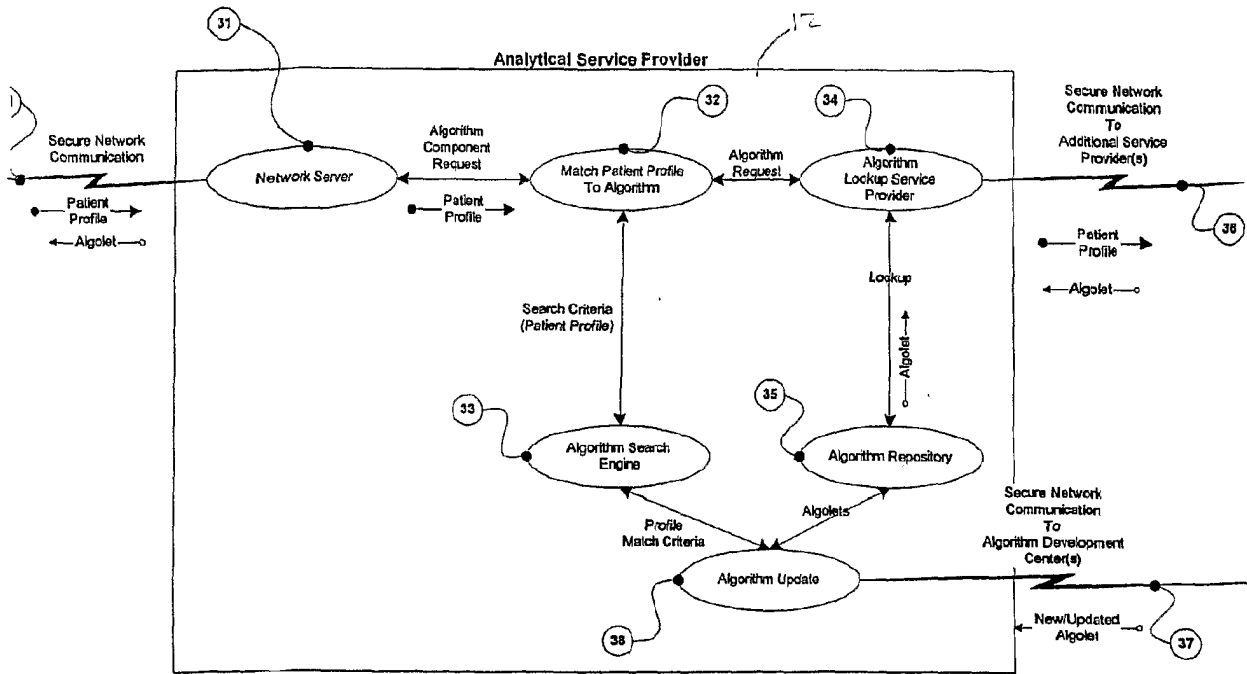 12
31
Analytical Service Provider
32
34
Secure Network
Communication
To
Additional Service
Provider(s)
Secure Network
Communication
Algorithm
Component
Request
Network Server
Match Patient Profile
To Algorithm
Algorithm
Request
Algorithm
Lookup Service
Provider
Patient
Profile
Algolet
Patient
Profile
36
Patient
Profile
Algolet
Search Criteria
(Patient Profile)
Lookup
Algolet
33
35
Algorithm Search
Engine
Algorithm Repository
Secure Network
Communication
To
Algorithm Development
Center(s)
Profile
Match Criteria
Algolets
Algorithm Update
38
New/Updated
Algolet
37